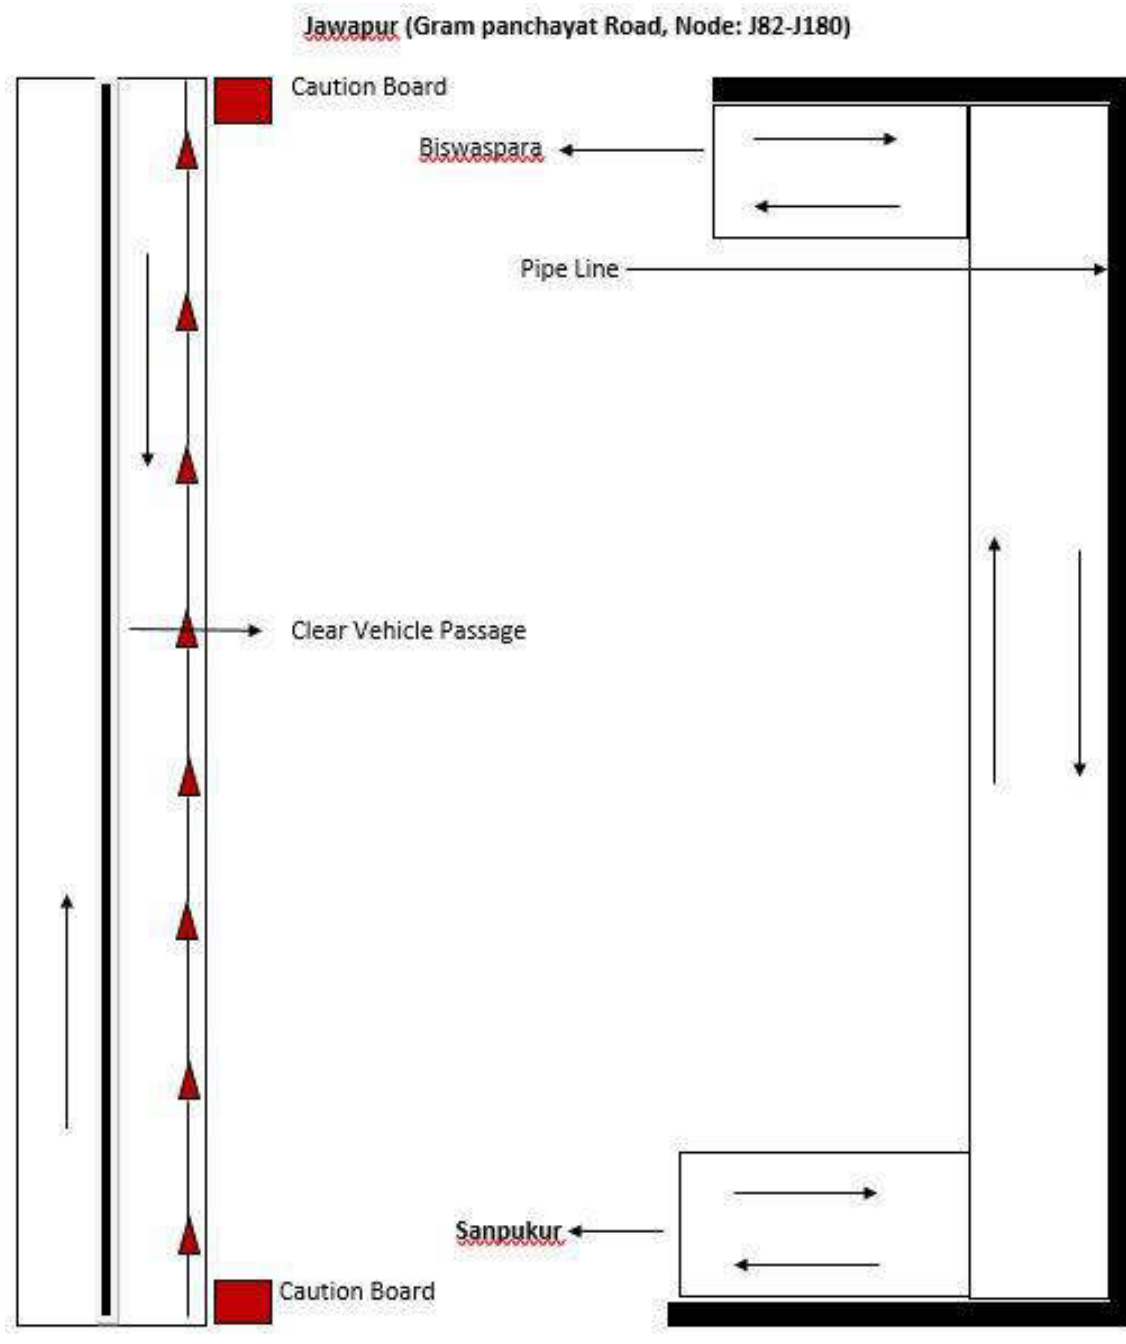 Jawapur (Gram panchayat Road, Node: J82-J180)
Caution Board
Biswaspara
Pipe Line
Clear Vehicle Passage
Sanpukur
Caution Board